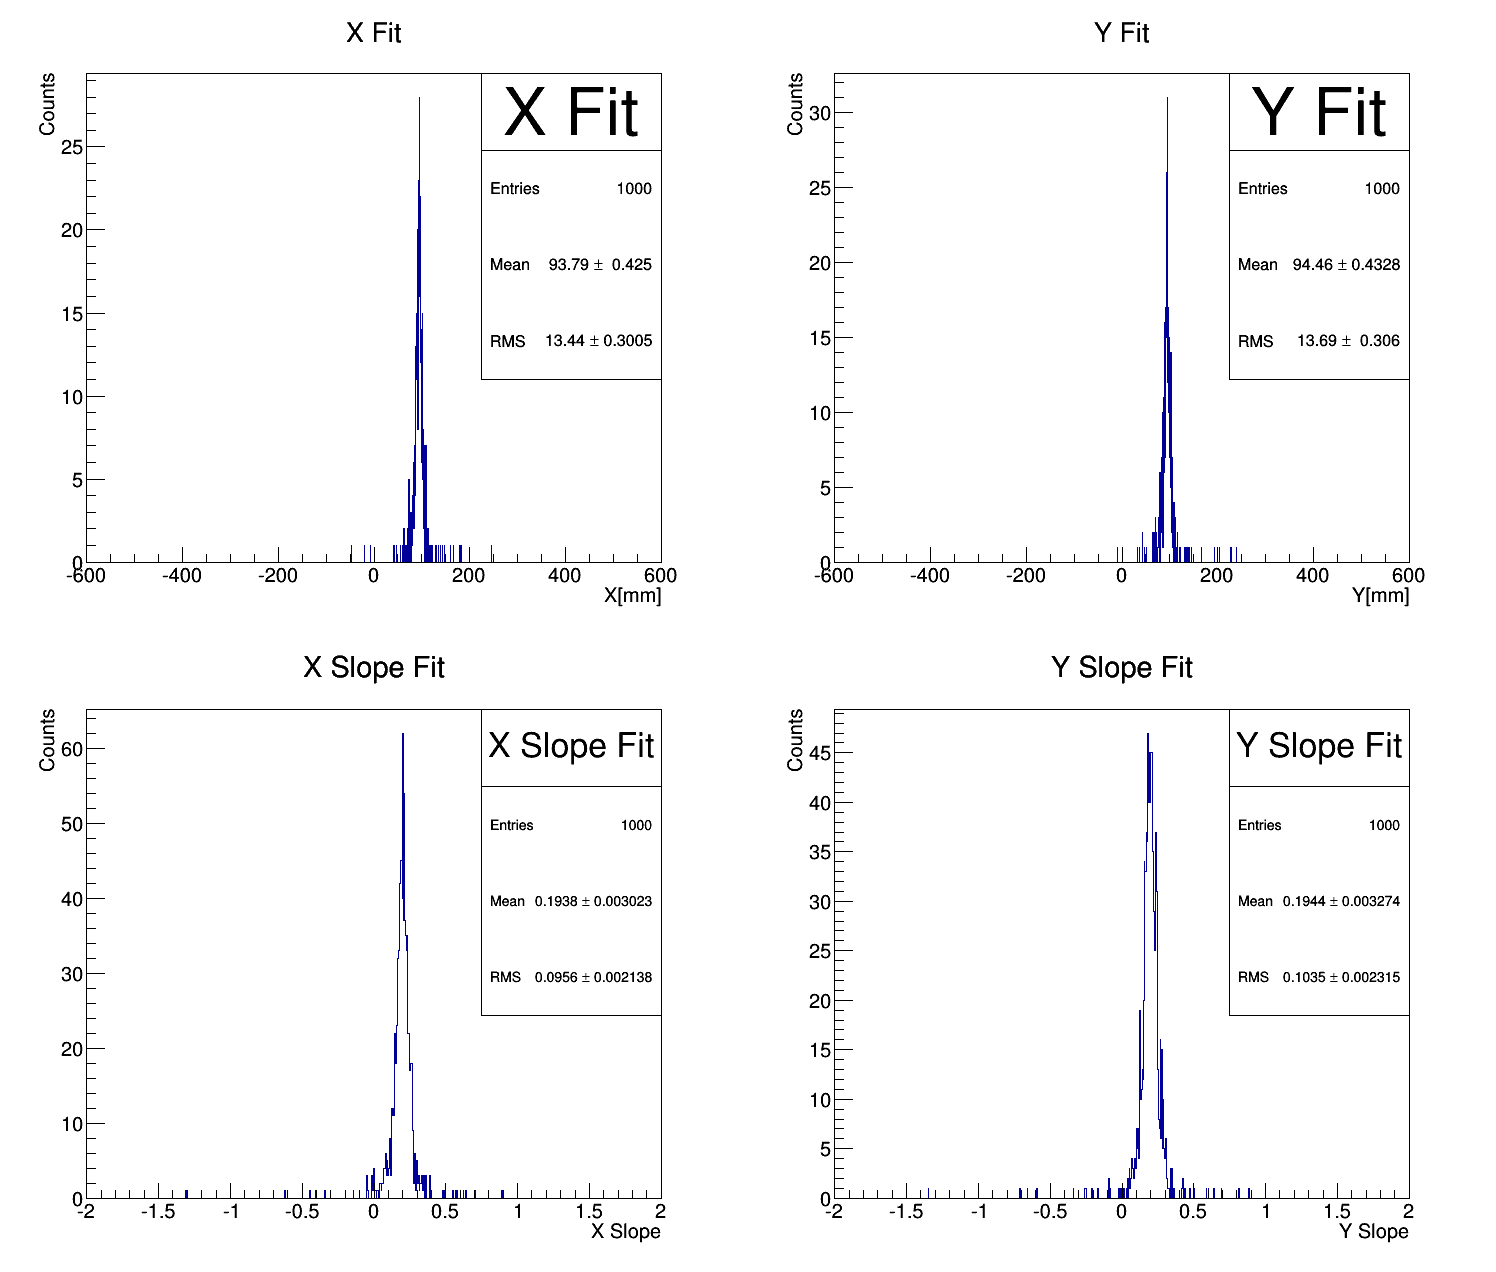 X Fit
Counts
25
20
15
10
5
0
-600 -400 -200 0 200 400 600
X[mm]
X Fit
Entries 1000
Mean 93.79 ± 0.425
RMS 13.44 ± 0.3005
Y Fit
Counts
30
25
20
15
10
5
0
-600 -400 -200 0 200 400 600
Y[mm]
Y Fit
Entries 1000
Mean 94.46 ± 0.4328
RMS 13.69 ± 0.306
X Slope Fit
Counts
60
50
40
30
20
10
0
-2 -1.5 -1 -0.5 0 0.5 1 1.5 2
X Slope
X Slope Fit
Entries 1000
Mean 0.1938 ± 0.003023
RMS 0.0956 ± 0.002138
Y Slope Fit
Counts
45
40
35
30
25
20
15
10
5
0
-2 -1.5 -1 -0.5 0 0.5 1 1.5 2
Y Slope
Y Slope Fit
Entries 1000
Mean 0.1944 ± 0.003274
RMS 0.1035 ± 0.002315